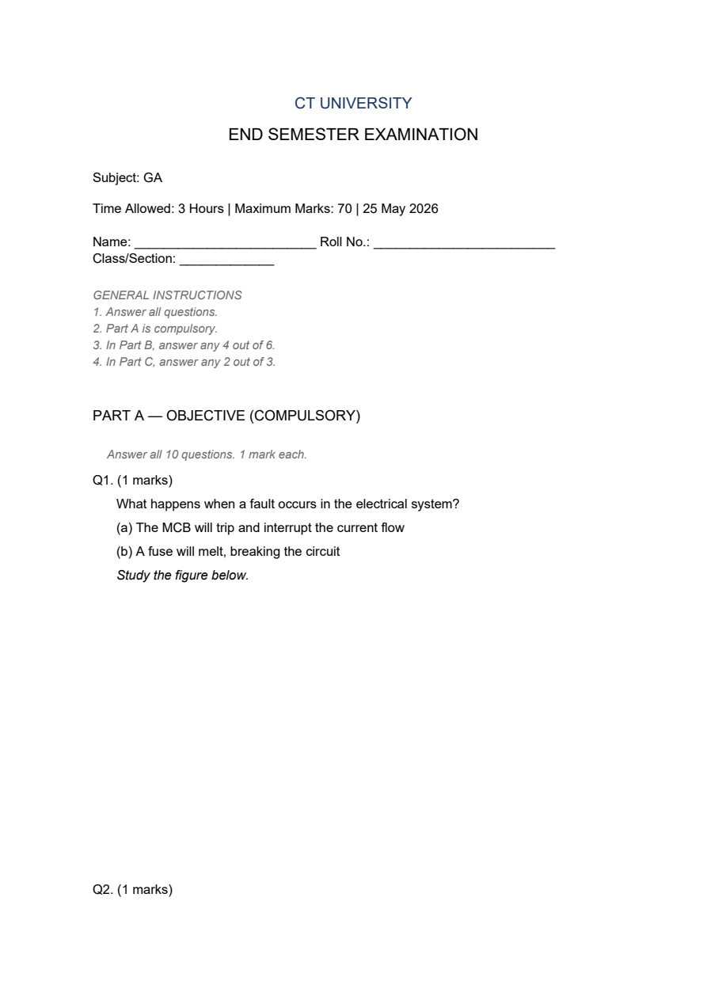 CT UNIVERSITY
END SEMESTER EXAMINATION
Subject: GA
Time Allowed: 3 Hours | Maximum Marks: 70 | 25 May 2026
Name: _________________________ Roll No.: _________________________
Class/Section: _____________
GENERAL INSTRUCTIONS
1. Answer all questions.
2. Part A is compulsory.
3. In Part B, answer any 4 out of 6.
4. In Part C, answer any 2 out of 3.
PART A — OBJECTIVE (COMPULSORY)
Answer all 10 questions. 1 mark each.
Q1. (1 marks)
What happens when a fault occurs in the electrical system?
(a) The MCB will trip and interrupt the current flow
(b) A fuse will melt, breaking the circuit
Study the figure below.
Q2. (1 marks)